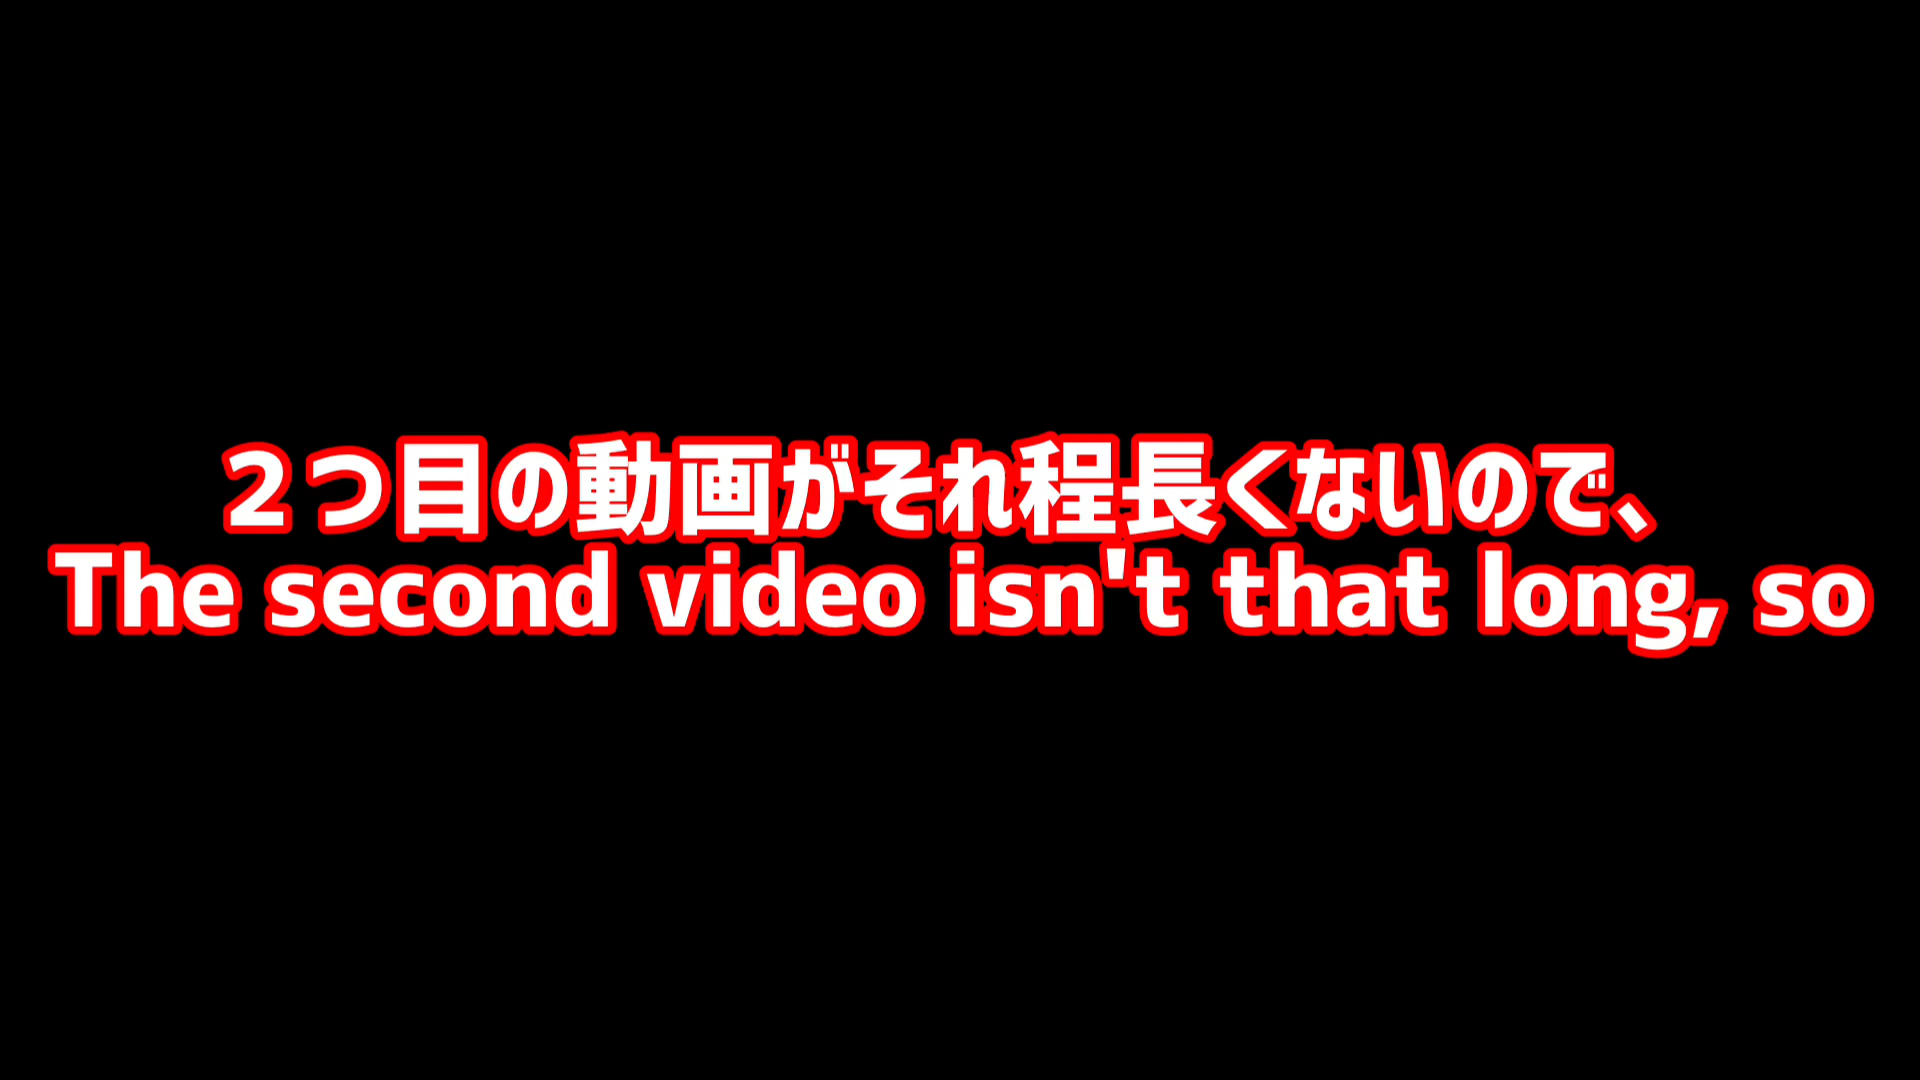 ２つ目の動画がそれ程長くないので、
The second video isn't that long, so